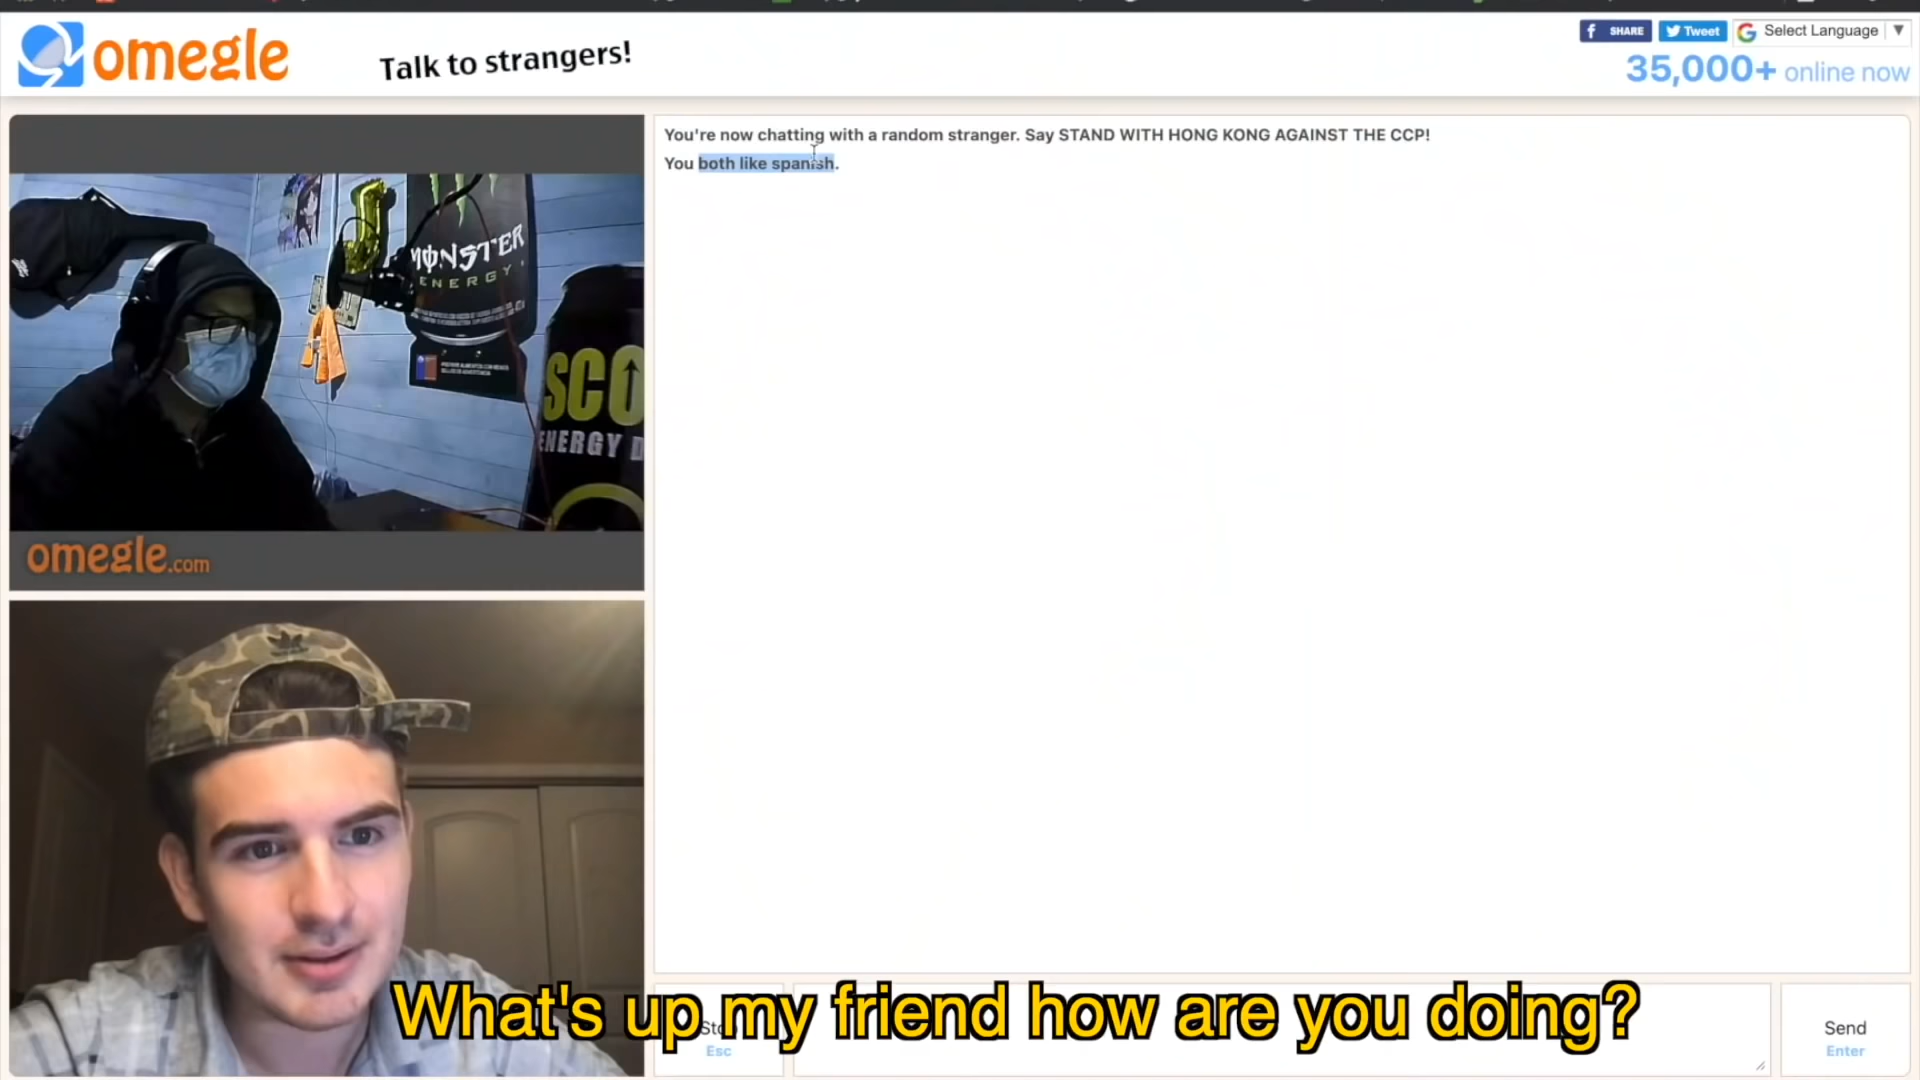 omegle
Talk to strangers!
SHARE
Tweet
Select Language
35,000+ online now
You're now chatting with a random stranger. Say STAND WITH HONG KONG AGAINST THE CCP!
You both like spanish.
MONSTER
ENERGY
SCO
ENERGY D
omegle.com
What's up my friend how are you doing?
Stop
Esc
Send
Enter